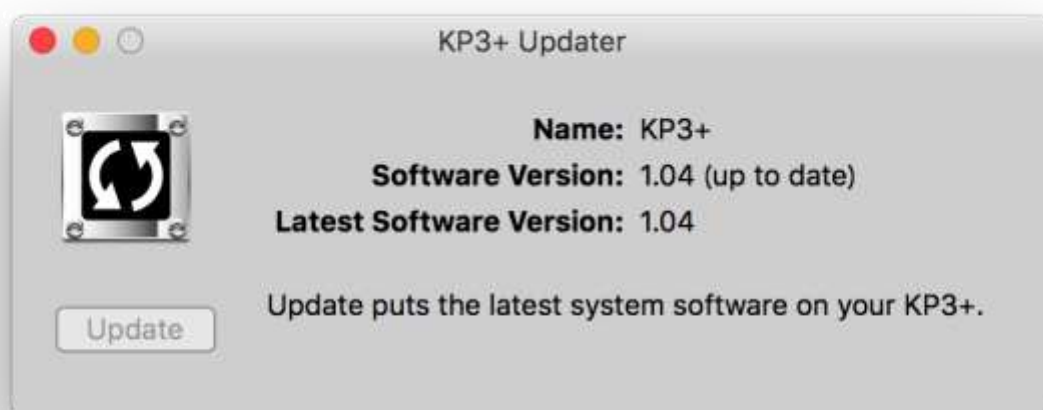 KP3+ Updater
Name: KP3+
Software Version: 1.04 (up to date)
Latest Software Version: 1.04
Update puts the latest system software on your KP3+.
Update